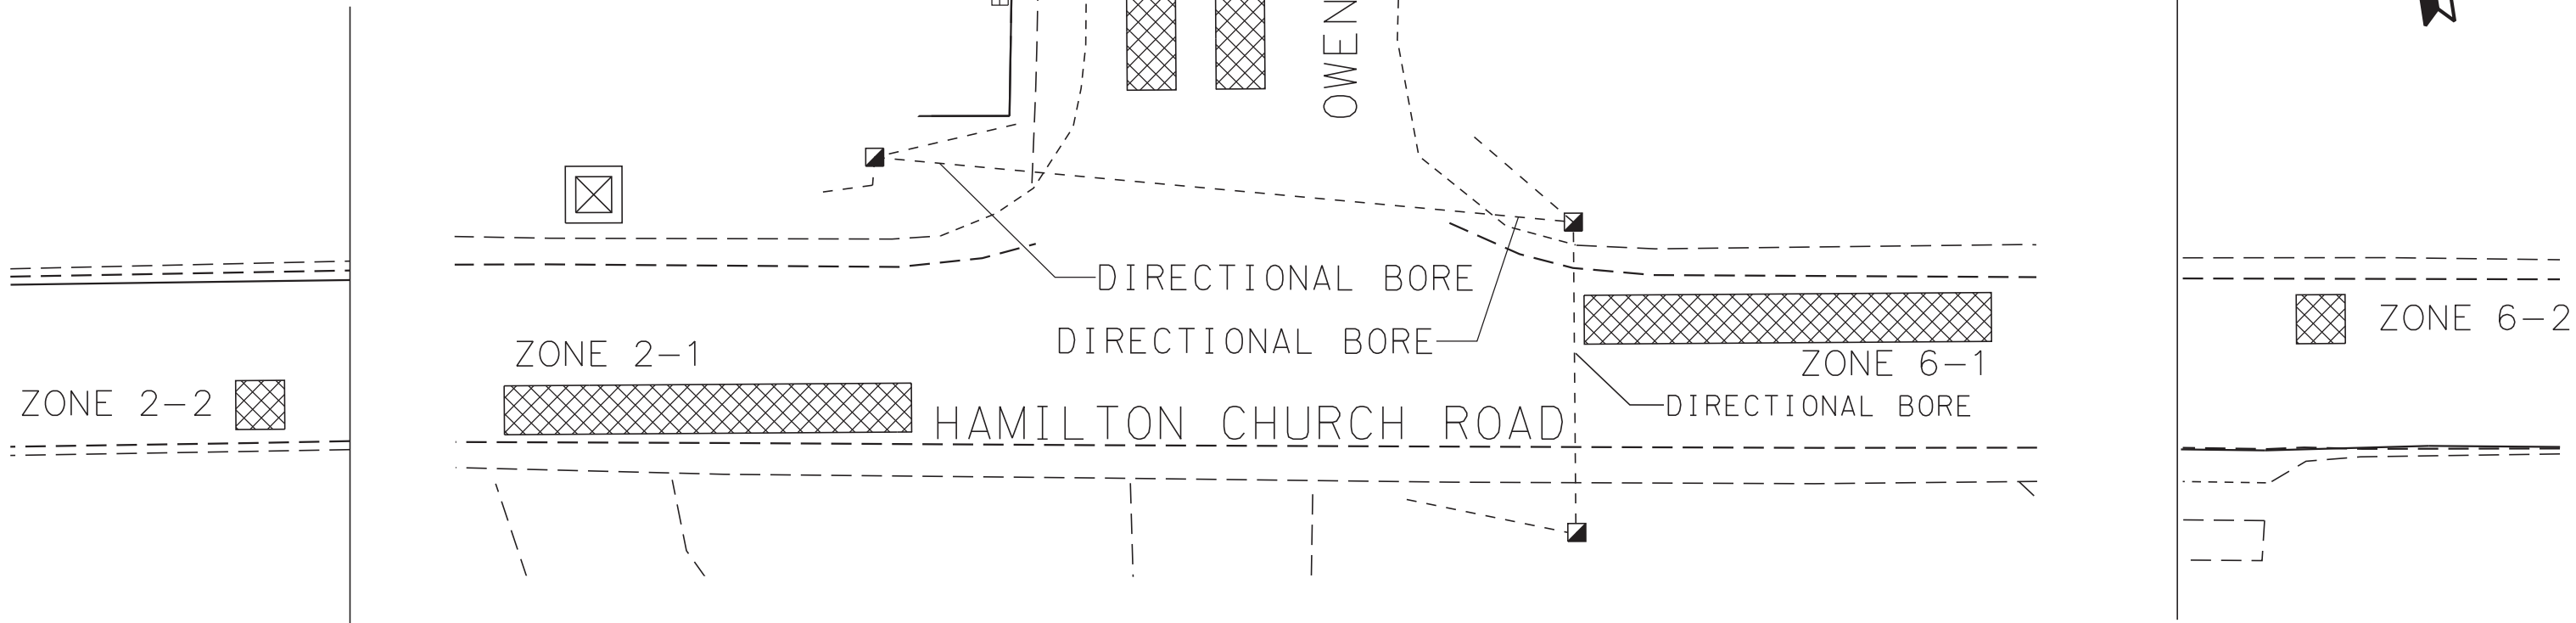 OWEN
DIRECTIONAL BORE
ZONE 6-2
DIRECTIONAL BORE
ZONE 2-1
ZONE 6-1
ZONE 2-2
DIRECTIONAL BORE
HAMILTON CHURCH ROAD